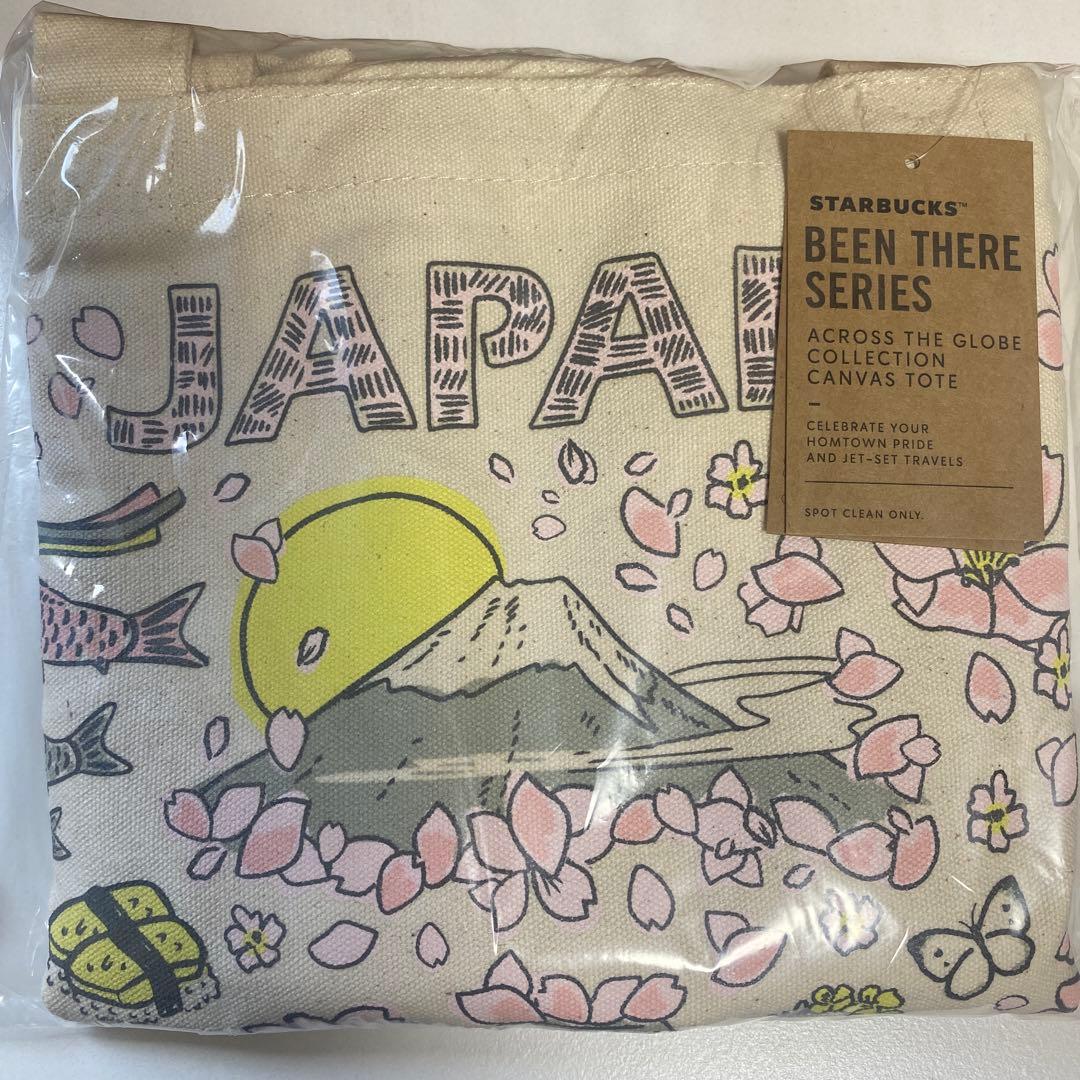 JAPAN
STARBUCKS™
BEEN THERE
SERIES
ACROSS THE GLOBE
COLLECTION
CANVAS TOTE
CELEBRATE YOUR
HOMTOWN PRIDE
AND JET-SET TRAVELS
SPOT CLEAN ONLY.